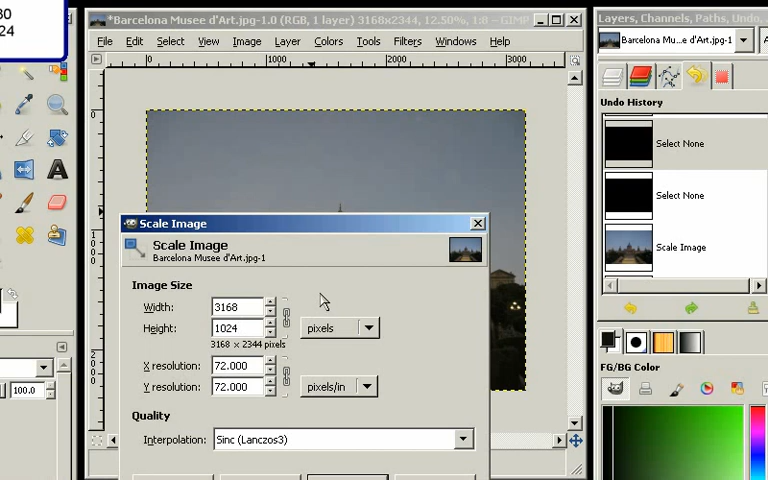 30
24
*Barcelona Musee d'Art.jpg-1.0 (RGB, 1 layer) 3168x2344, 12.50%, 1:8 – GIMP
File Edit Select View Image Layer Colors Tools Filters Windows Help
0 1000 2000 3000
0
1000
2000
Scale Image
Scale Image
Barcelona Musee d'Art.jpg-1
Image Size
Width: 3168
Height: 1024
pixels
3168 x 2344 pixels
X resolution: 72.000
Y resolution: 72.000
pixels/in
Quality
Interpolation: Sinc (Lanczos3)
100.0
Layers, Channels, Paths, Undo,
Barcelona Mu...e d'Art.jpg-1
Undo History
Select None
Select None
Scale Image
FG/BG Color